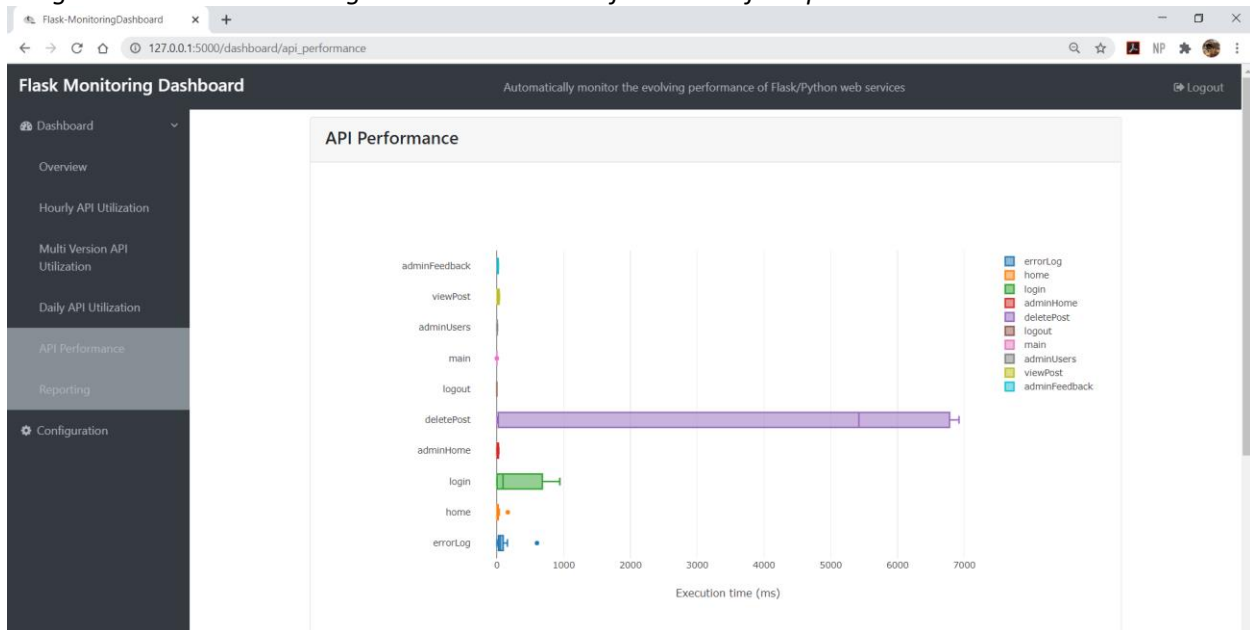 Flask-MonitoringDashboard
127.0.0.1:5000/dashboard/api_performance
NP
Flask Monitoring Dashboard
Automatically monitor the evolving performance of Flask/Python web services
Logout
Dashboard
Overview
Hourly API Utilization
Multi Version API
Utilization
Daily API Utilization
API Performance
Reporting
Configuration
API Performance
adminFeedback
viewPost
adminUsers
main
logout
deletePost
adminHome
login
home
errorLog
0 1000 2000 3000 4000 5000 6000 7000
Execution time (ms)
errorLog
home
login
adminHome
deletePost
logout
main
adminUsers
viewPost
adminFeedback